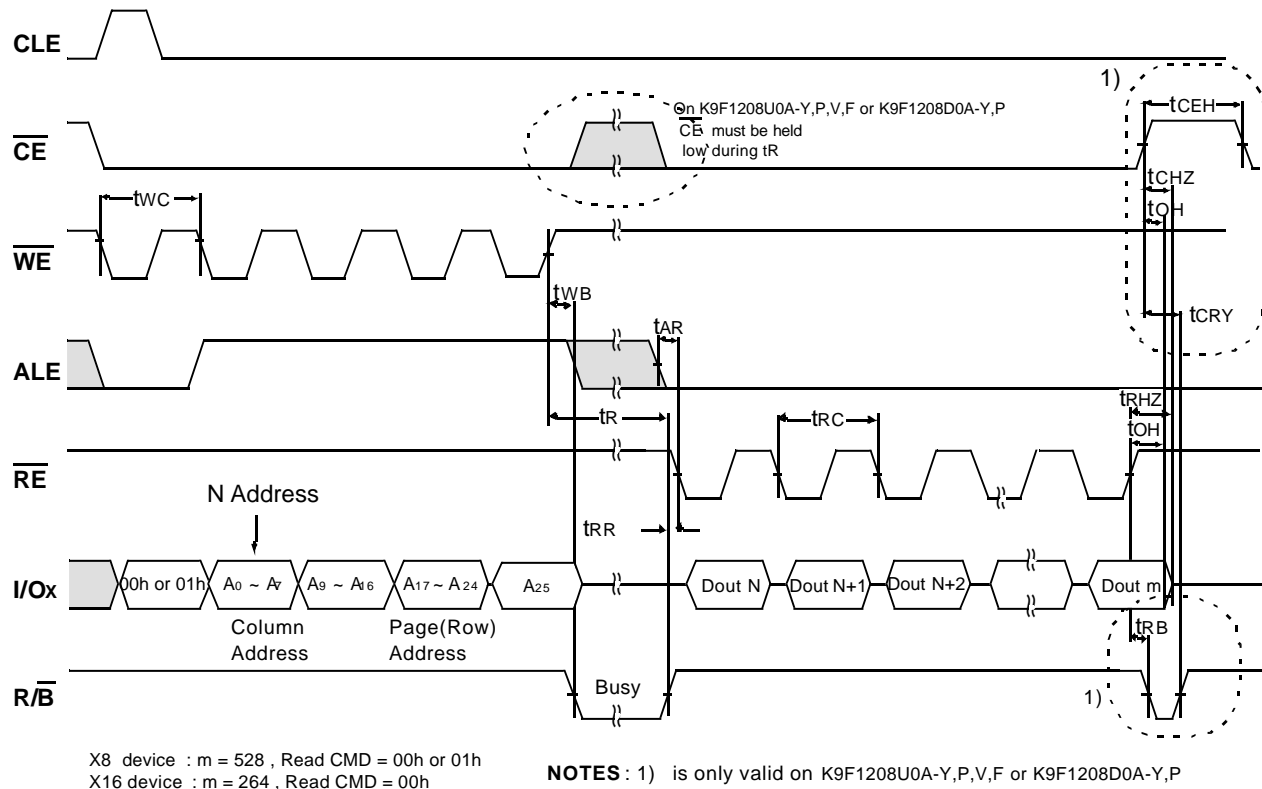 CLE
1)
tCEH
On K9F1208U0A-Y,P,V,F or K9F1208D0A-Y,P
CE must be held
low during tR
CE
tCHZ
tOH
tWC
WE
tWB
tCRY
tAR
ALE
tRHZ
tR
tRC
tOH
RE
N Address
tRR
I/Ox
00h or 01h
A0 ~ A7
A9 ~ A16
A17 ~ A24
A25
Dout N
Dout N+1
Dout N+2
Dout m
Column
Address
Page(Row)
Address
tRB
R/B
Busy
1)
X8 device : m = 528 , Read CMD = 00h or 01h
X16 device : m = 264 , Read CMD = 00h
NOTES : 1) is only valid on K9F1208U0A-Y,P,V,F or K9F1208D0A-Y,P